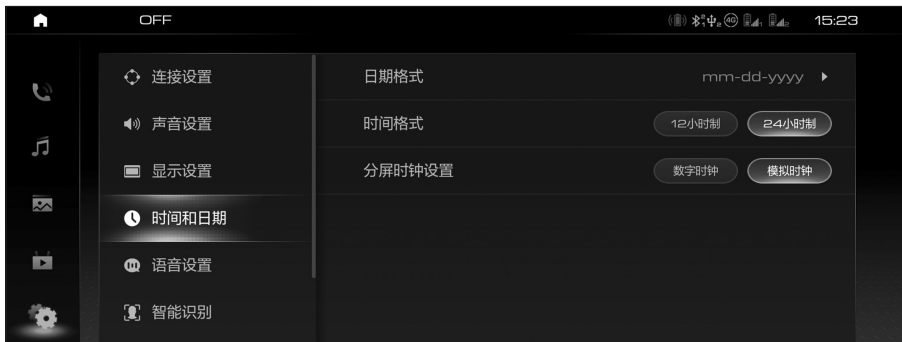 OFF
4G
15:23
连接设置
声音设置
显示设置
时间和日期
语音设置
智能识别
日期格式
mm-dd-yyyy
时间格式
12小时制
24小时制
分屏时钟设置
数字时钟
模拟时钟